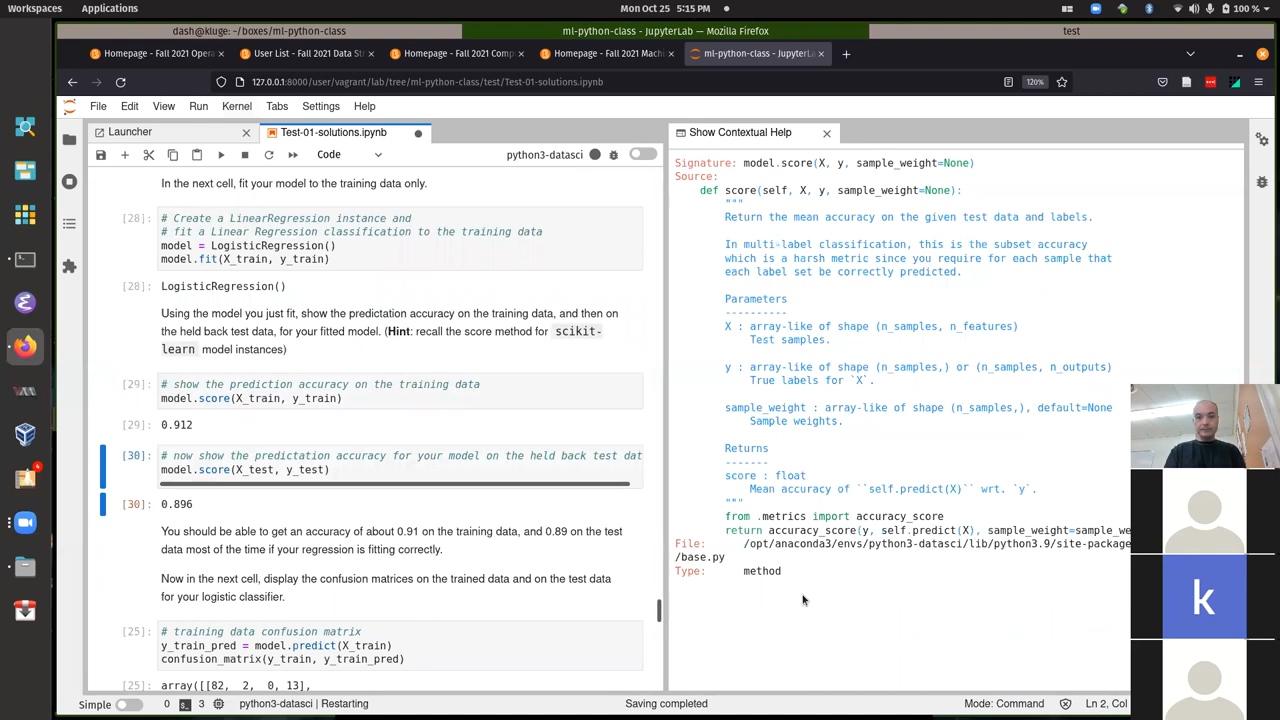 Workspaces Applications Mon Oct 25 5:15 PM 100 %
dash@kluge: ~/boxes/ml-python-class ml-python-class - JupyterLab — Mozilla Firefox test
Homepage - Fall 2021 Opera Homepage - Fall 2021 Data Str
User List - Fall 2021 Data Stri Homepage - Fall 2021 Comp Homepage - Fall 2021 Machi ml-python-class - JupyterLab
127.0.0.1:8000/user/vagrant/lab/tree/ml-python-class/test/Test-01-solutions.ipynb 120%
File Edit View Run Kernel Tabs Settings Help
Launcher Test-01-solutions.ipynb Show Contextual Help
Code python3-datasci
In the next cell, fit your model to the training data only.
[28]: # Create a LinearRegression instance and
# fit a Linear Regression classification to the training data
model = LogisticRegression()
model.fit(X_train, y_train)
[28]: LogisticRegression()
Using the model you just fit, show the predictation accuracy on the training data, and then on
the held back test data, for your fitted model. (Hint: recall the score method for scikit-
learn model instances)
[29]: # show the prediction accuracy on the training data
model.score(X_train, y_train)
[29]: 0.912
[30]: # now show the predictation accuracy for your model on the held back test dat
model.score(X_test, y_test)
[30]: 0.896
You should be able to get an accuracy of about 0.91 on the training data, and 0.89 on the test
data most of the time if your regression is fitting correctly.
Now in the next cell, display the confusion matrices on the trained data and on the test data
for your logistic classifier.
[25]: # training data confusion matrix
y_train_pred = model.predict(X_train)
confusion_matrix(y_train, y_train_pred)
[25]: array([[82, 2, 0, 13],
Signature: model.score(X, y, sample_weight=None)
Source:
def score(self, X, y, sample_weight=None):
"""
Return the mean accuracy on the given test data and labels.
In multi-label classification, this is the subset accuracy
which is a harsh metric since you require for each sample that
each label set be correctly predicted.
Parameters
----------
X : array-like of shape (n_samples, n_features)
Test samples.
y : array-like of shape (n_samples,) or (n_samples, n_outputs)
True labels for `X`.
sample_weight : array-like of shape (n_samples,), default=None
Sample weights.
Returns
-------
score : float
Mean accuracy of ``self.predict(X)`` wrt. `y`.
"""
from .metrics import accuracy_score
return accuracy_score(y, self.predict(X), sample_weight=sample_we
File: /opt/anaconda3/envs/python3-datasci/lib/python3.9/site-package
/base.py
Type: method
4
k
Simple 0 3 python3-datasci | Restarting Saving completed Mode: Command Ln 2, Col